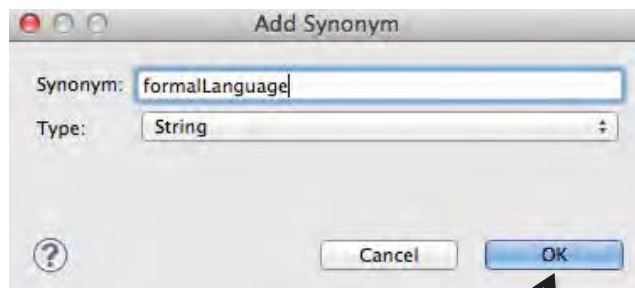 Add Synonym
Synonym: formalLanguage
Type: String
? Cancel OK